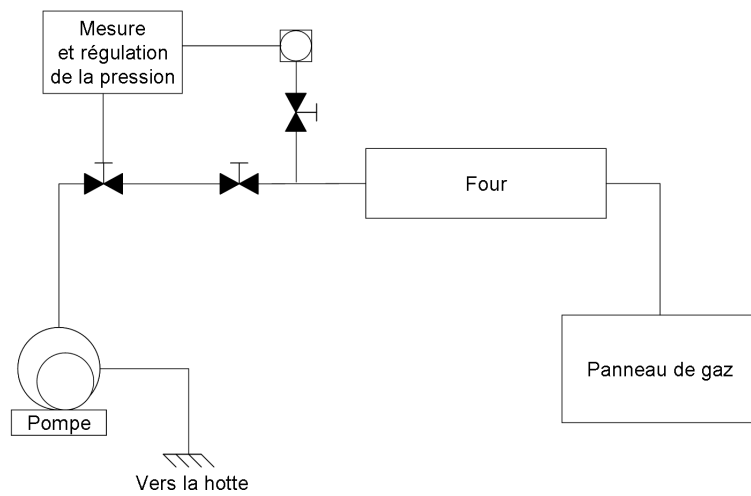 Mesure
et régulation
de la pression
Four
Panneau de gaz
Pompe
Vers la hotte